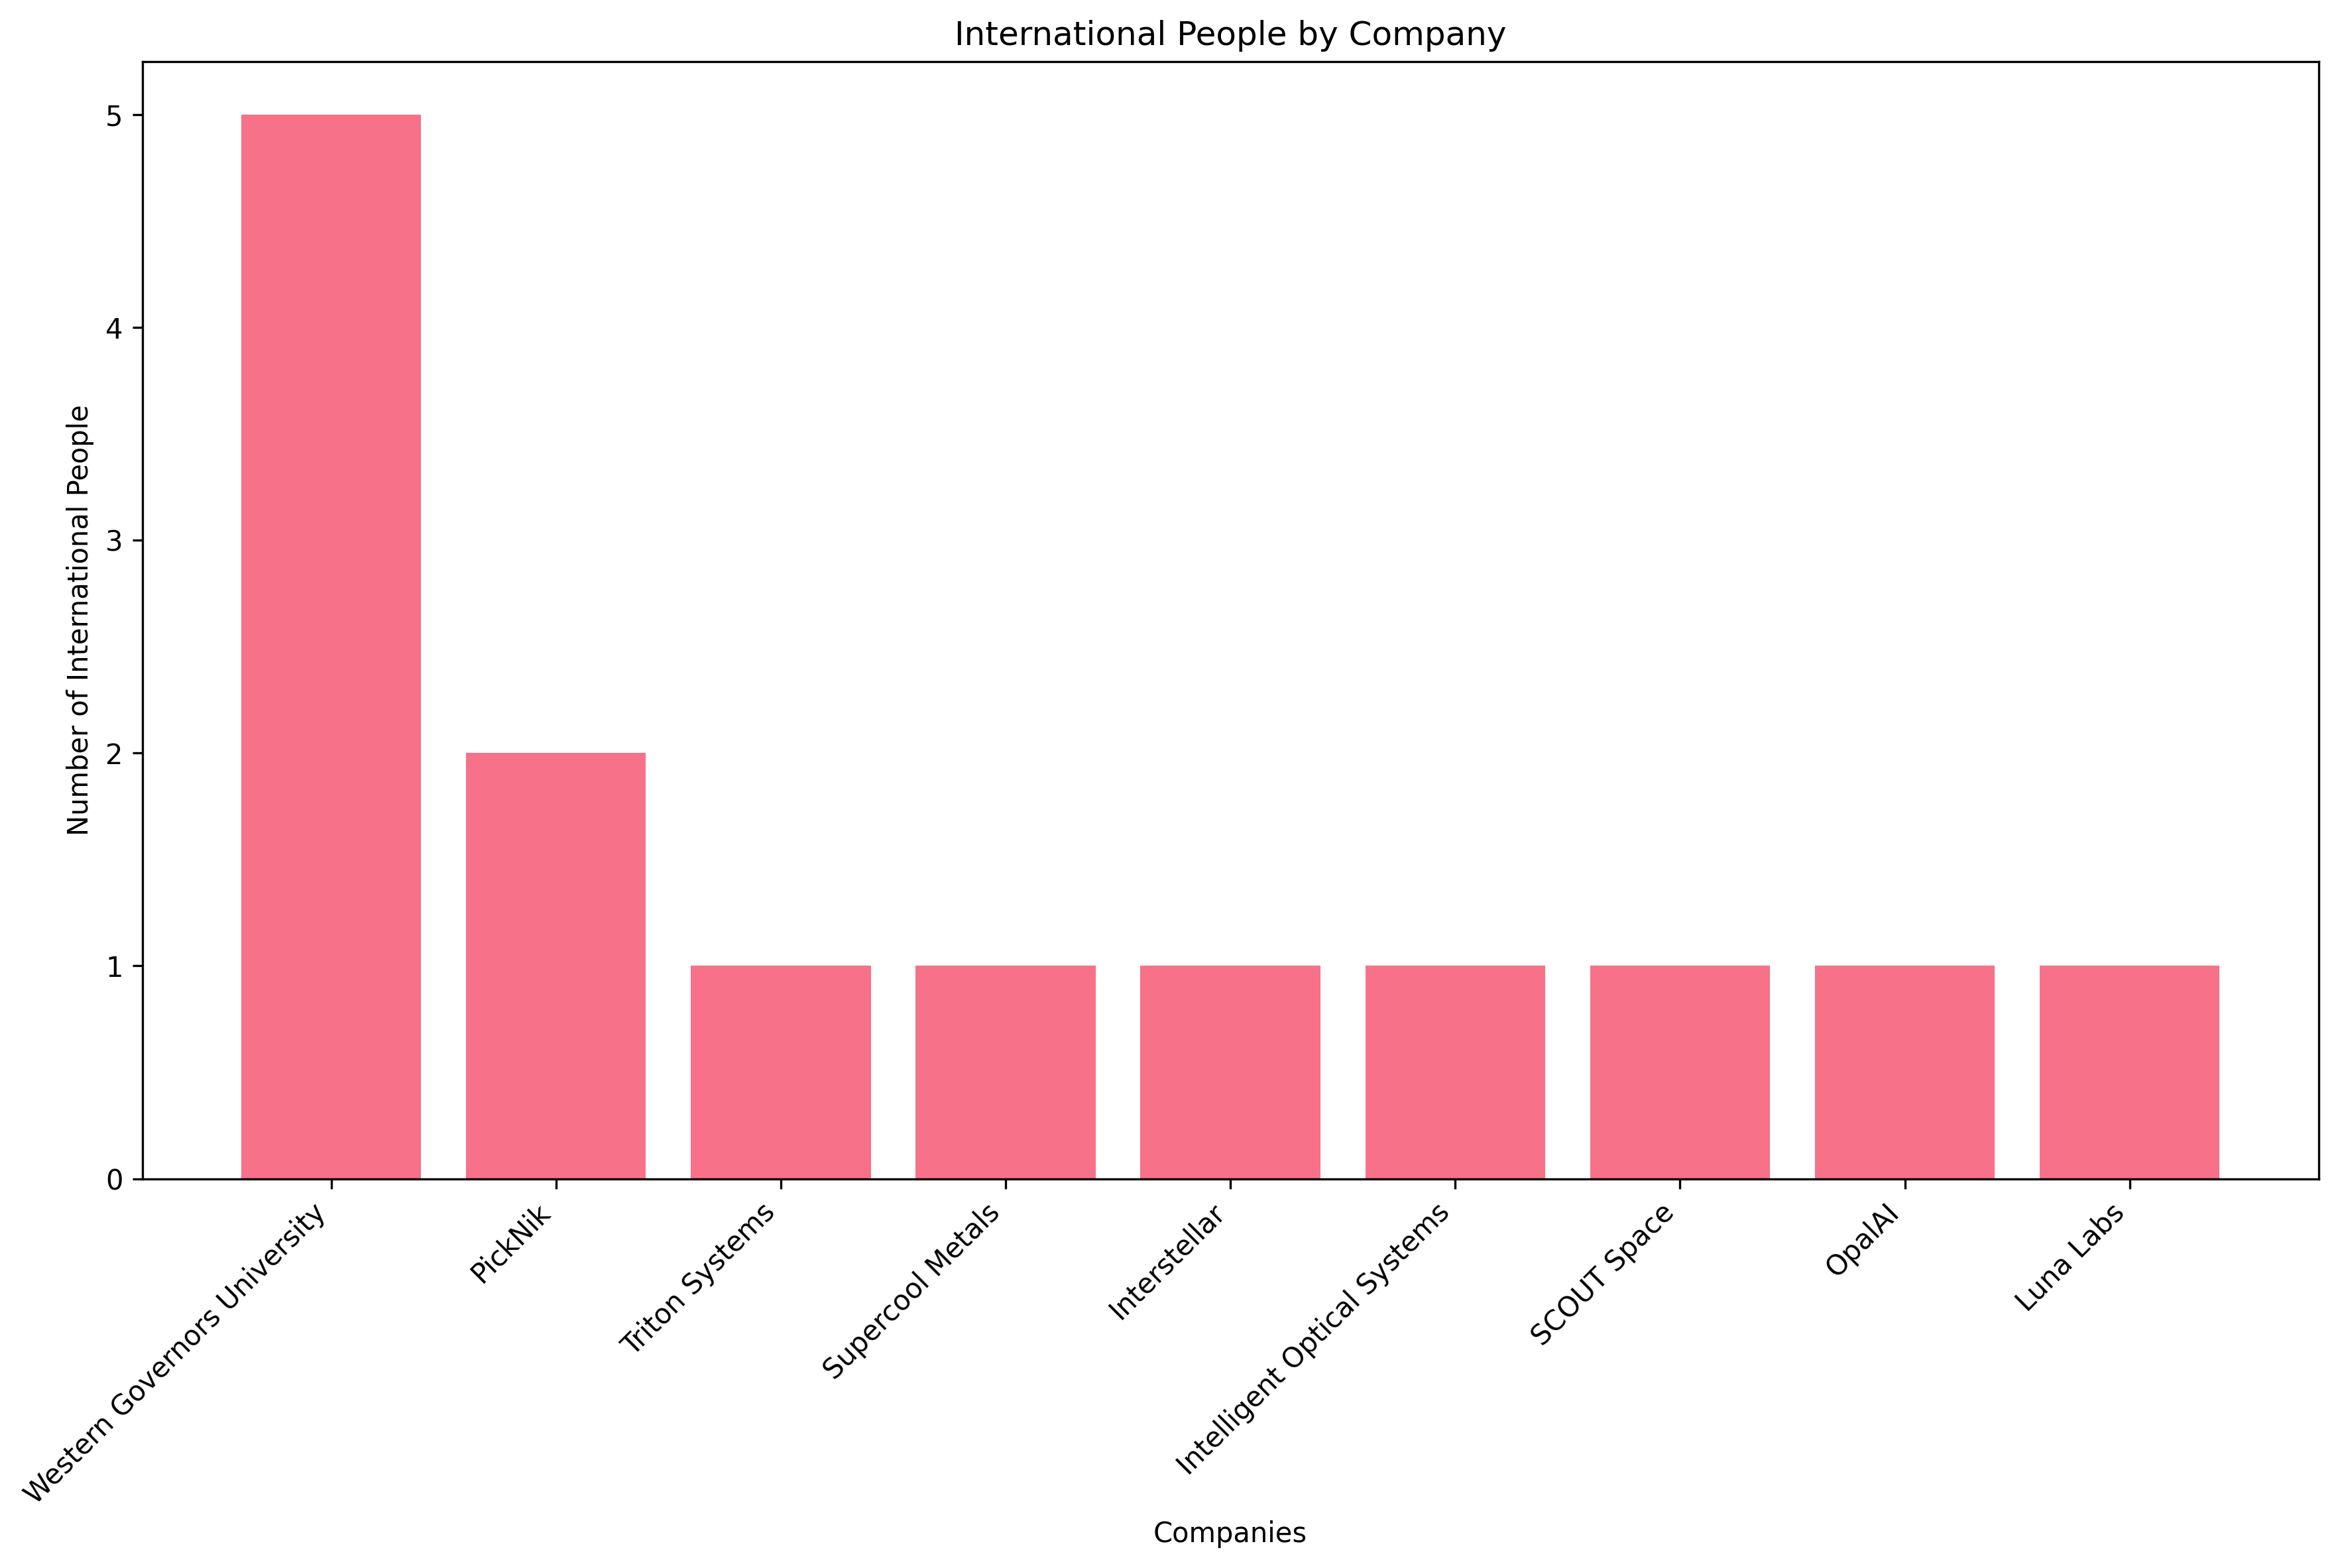 International People by Company
Number of International People
5
4
3
2
1
0
Western Governors University
PickNik
Triton Systems
Supercool Metals
Interstellar
Intelligent Optical Systems
SCOUT Space
OpalAI
Luna Labs
Companies